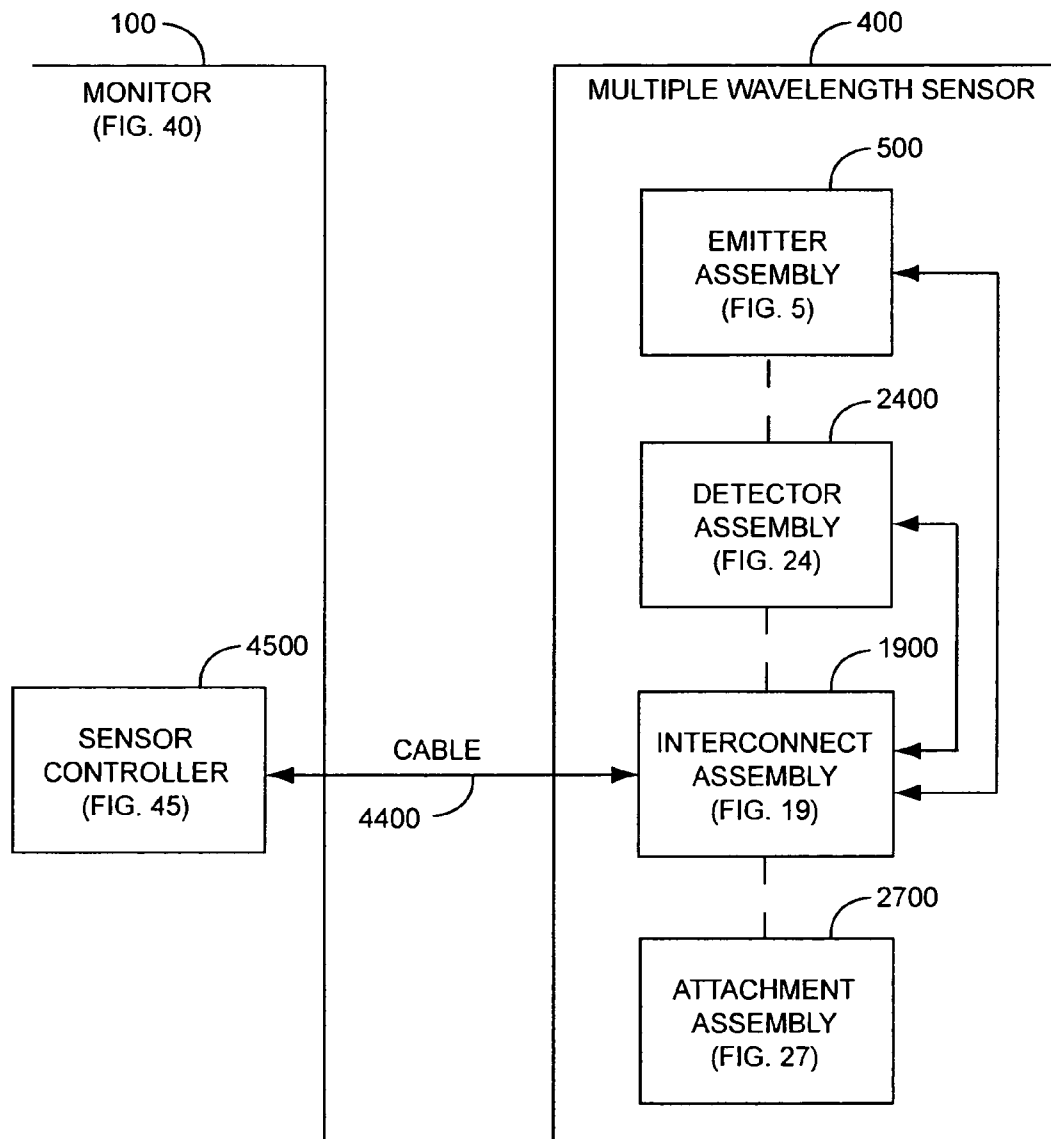 100
MONITOR
(FIG. 40)
400
MULTIPLE WAVELENGTH SENSOR
500
EMITTER
ASSEMBLY
(FIG. 5)
2400
DETECTOR
ASSEMBLY
(FIG. 24)
4500
SENSOR
CONTROLLER
(FIG. 45)
CABLE
4400
1900
INTERCONNECT
ASSEMBLY
(FIG. 19)
2700
ATTACHMENT
ASSEMBLY
(FIG. 27)